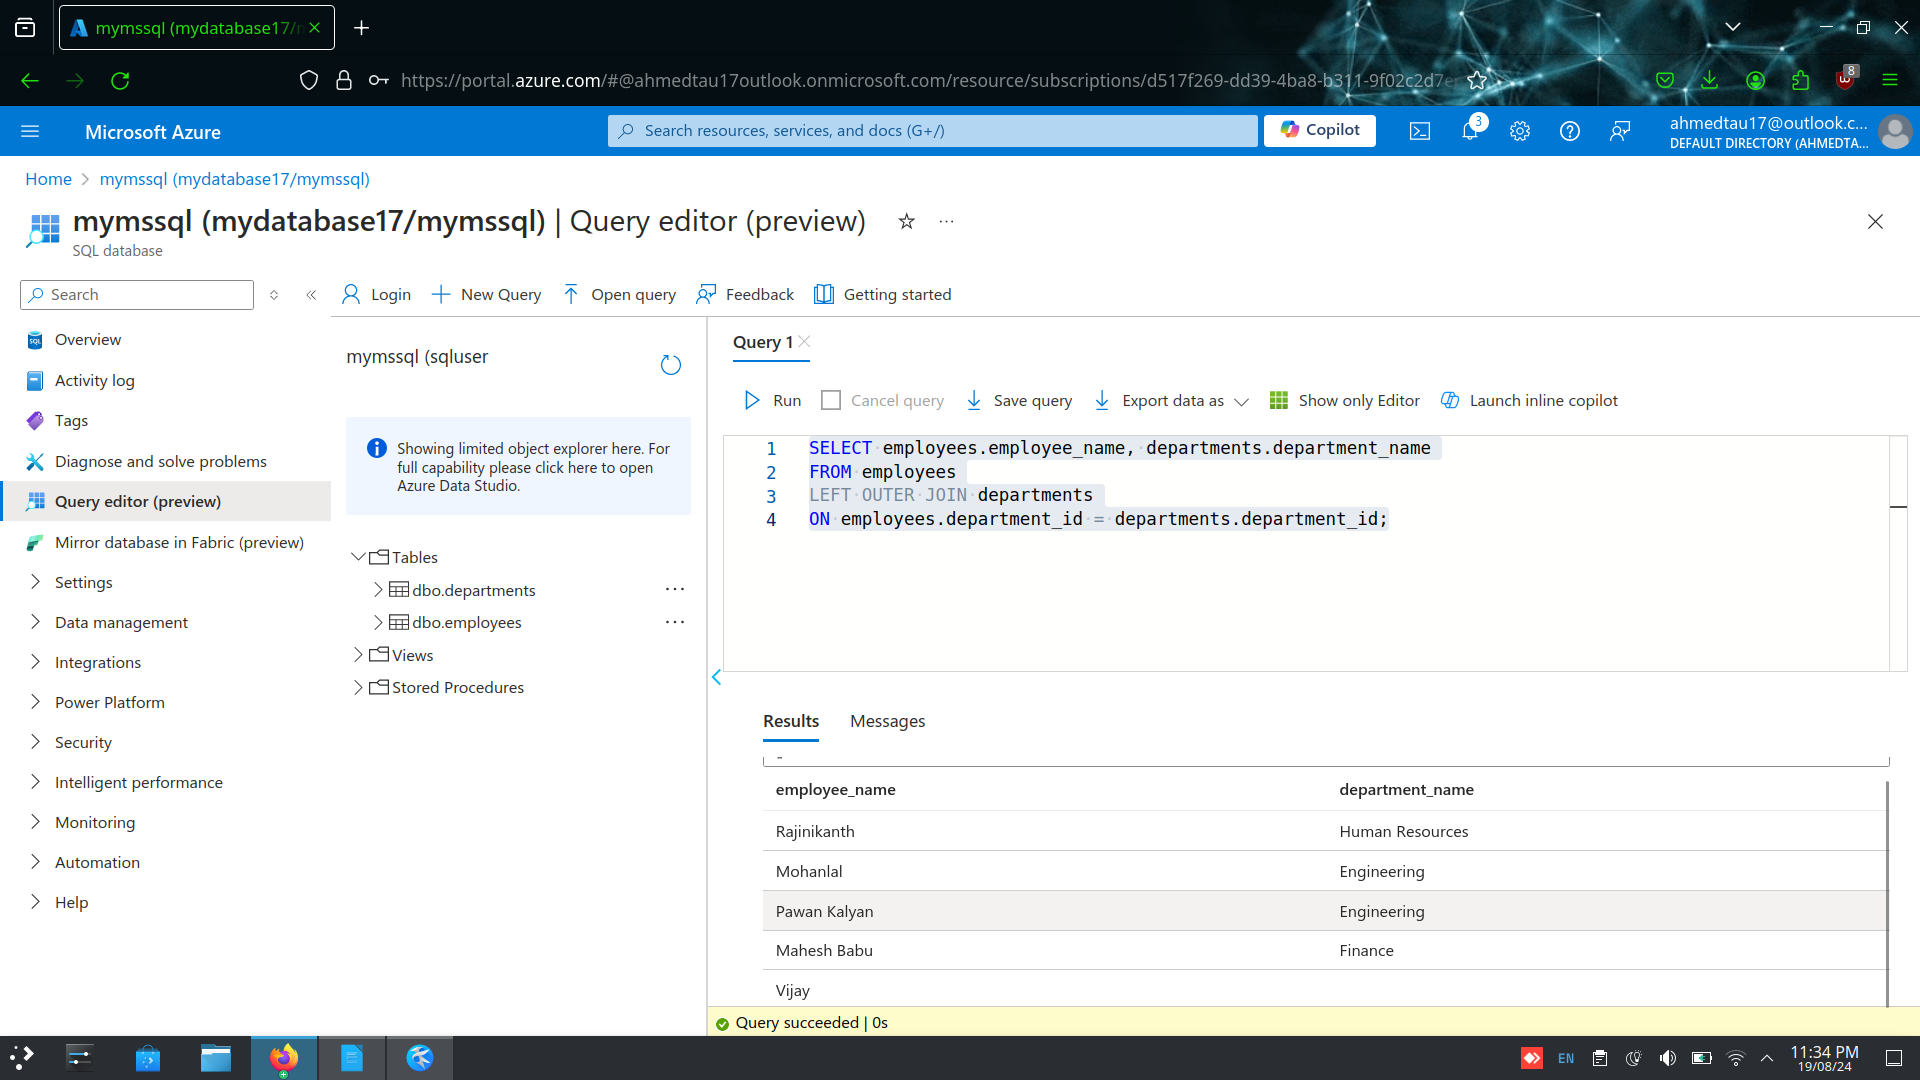 mymssql (mydatabase17/m
https://portal.azure.com/#@ahmedtau17outlook.onmicrosoft.com/resource/subscriptions/d517f269-dd39-4ba8-b311-9f02c2d7e
8
Microsoft Azure
Search resources, services, and docs (G+/)
Copilot
3
ahmedtau17@outlook.c...
DEFAULT DIRECTORY (AHMEDTA...
Home > mymssql (mydatabase17/mymssql)
mymssql (mydatabase17/mymssql) | Query editor (preview)
SQL database
Search
Login
New Query
Open query
Feedback
Getting started
Overview
Activity log
Tags
Diagnose and solve problems
Query editor (preview)
Mirror database in Fabric (preview)
Settings
Data management
Integrations
Power Platform
Security
Intelligent performance
Monitoring
Automation
Help
mymssql (sqluser
Showing limited object explorer here. For
full capability please click here to open
Azure Data Studio.
Tables
dbo.departments
dbo.employees
Views
Stored Procedures
Query 1
Run
Cancel query
Save query
Export data as
Show only Editor
Launch inline copilot
1 SELECT employees.employee_name, departments.department_name
2 FROM employees
3 LEFT OUTER JOIN departments
4 ON employees.department_id = departments.department_id;
Results
Messages
employee_name department_name
Rajinikanth Human Resources
Mohanlal Engineering
Pawan Kalyan Engineering
Mahesh Babu Finance
Vijay
Query succeeded | 0s
EN
11:34 PM
19/08/24